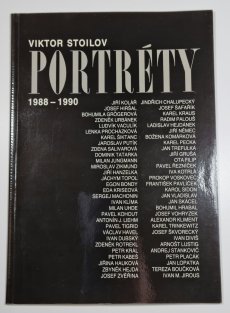 VIKTOR STOILOV
PORTRÉTY
1988 – 1990
JIŘÍ KOLÁŘ JINDŘICH CHALUPECKÝ
JOSEF HIRŠAL JOSEF ŠAFAŘÍK
BOHUMILA GRÖGEROVÁ KAREL KRAUS
ZDENĚK URBÁNEK RADIM PALOUŠ
LUDVÍK VACULÍK LADISLAV HEJDÁNEK
LENKA PROCHÁZKOVÁ JIŘÍ NĚMEC
KAREL ŠIKTANC BOŽENA KOMÁRKOVÁ
JAROSLAV PUTÍK KAREL PECKA
ZDENA SALIVAROVÁ JAN TREFULKA
DOMINIK TATARKA JIŘÍ GRUŠA
MILAN JUNGMANN OTA FILIP
MIROSLAV ZIKMUND PAVEL ŘEZNÍČEK
JIŘÍ HANZELKA IVA KOTRLÁ
JÁCHYM TOPOL PROKOP VOSKOVEC
EGON BONDY FRANTIŠEK PAVLÍČEK
EDA KRISEOVÁ KAROL SIDON
SERGEJ MACHONIN JAN VLADISLAV
IVAN KLÍMA JAN SKÁCEL
MILAN UHDE BOHUMIL HRABAL
PAVEL KOHOUT JOSEF VOHRYZEK
ANTONÍN J. LIEHM ALEXANDR KLIMENT
PAVEL TIGRID KAREL TRINKEWITZ
VÁCLAV HAVEL JOSEF ŠKVORECKÝ
IVAN DUBSKÝ IVAN DIVIŠ
ZDENĚK ROTREKL ARNOŠT LUSTIG
PETR KRÁL ANDREJ STANKOVIČ
PETR KABEŠ PETR PLACÁK
JIŘINA HAUKOVÁ JAN LOPATKA
ZBYNĚK HEJDA TEREZA BOUČKOVÁ
JOSEF ZVĚŘINA IVAN M. JIROUS